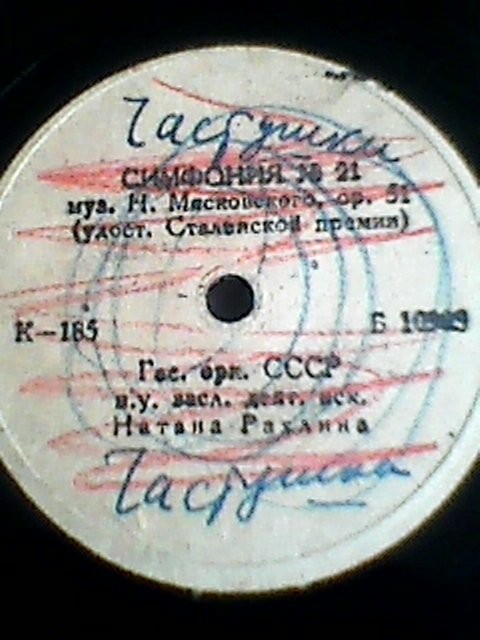 Частушки
СИМФОНИЯ № 21
муз. Н. Мясковского, ор. 51
(удост. Сталинской премии)
К—185
Б
Гос. орк. СССР
п.у. засл. деят. иск.
Натана Рахлина
Частушки